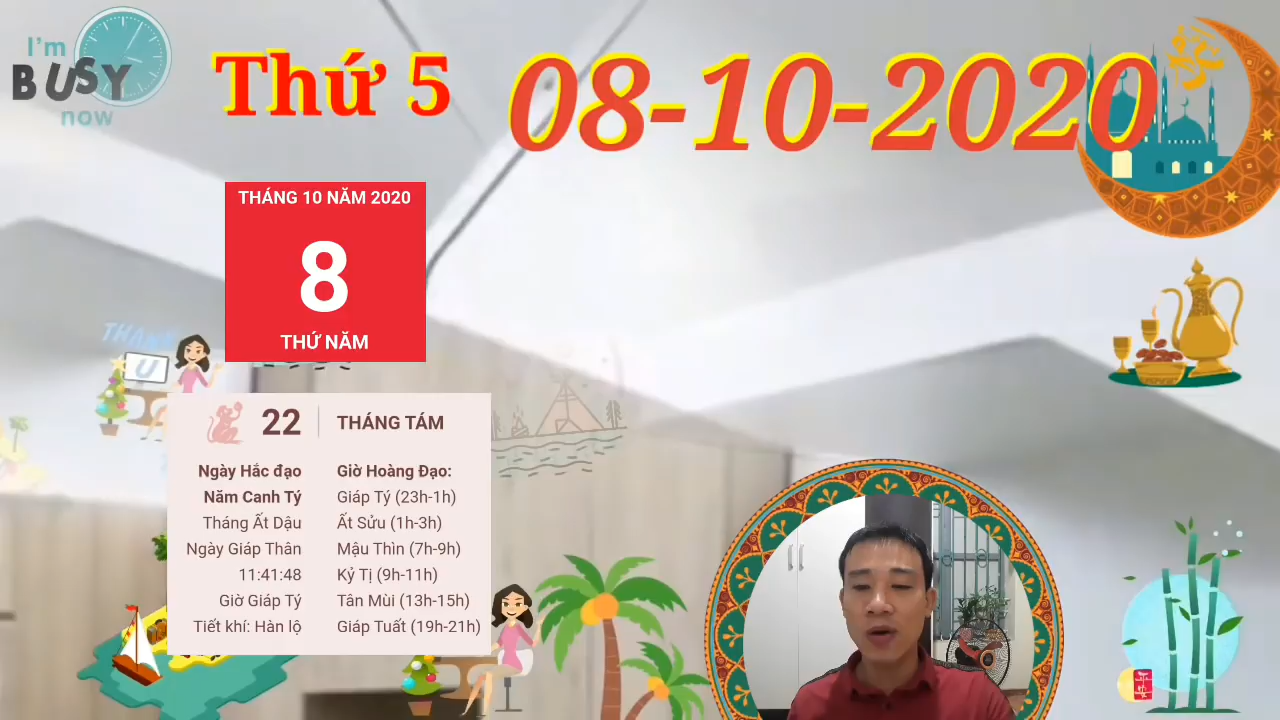 I'm
BUSY
now
Thứ 5
08-10-2020
THÁNG 10 NĂM 2020
8
THỨ NĂM
THANK
U
22
THÁNG TÁM
Ngày Hắc đạo
Giờ Hoàng Đạo:
Năm Canh Tý
Giáp Tý (23h-1h)
Tháng Ất Dậu
Ất Sửu (1h-3h)
Ngày Giáp Thân
Mậu Thìn (7h-9h)
11:41:48
Kỷ Tị (9h-11h)
Giờ Giáp Tý
Tân Mùi (13h-15h)
Tiết khí: Hàn lộ
Giáp Tuất (19h-21h)